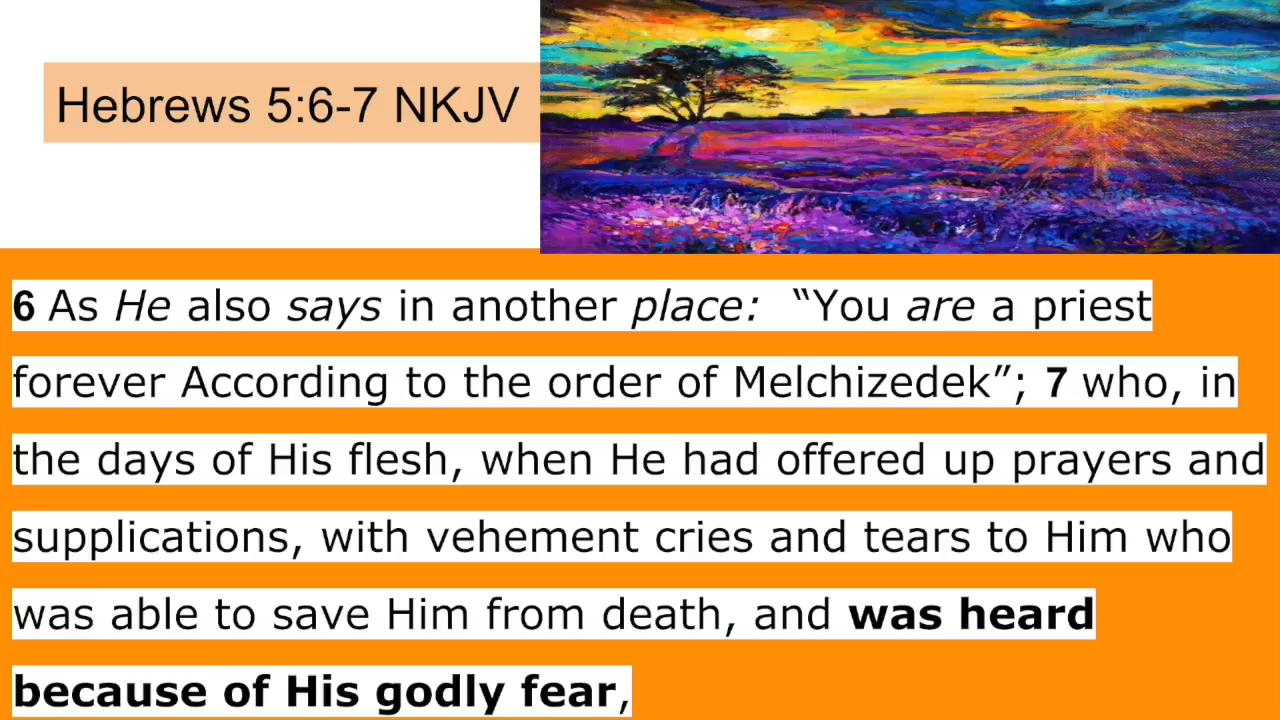 Hebrews 5:6-7 NKJV
6 As He also says in another place:  “You are a priest
forever According to the order of Melchizedek”; 7 who, in
the days of His flesh, when He had offered up prayers and
supplications, with vehement cries and tears to Him who
was able to save Him from death, and was heard
because of His godly fear,